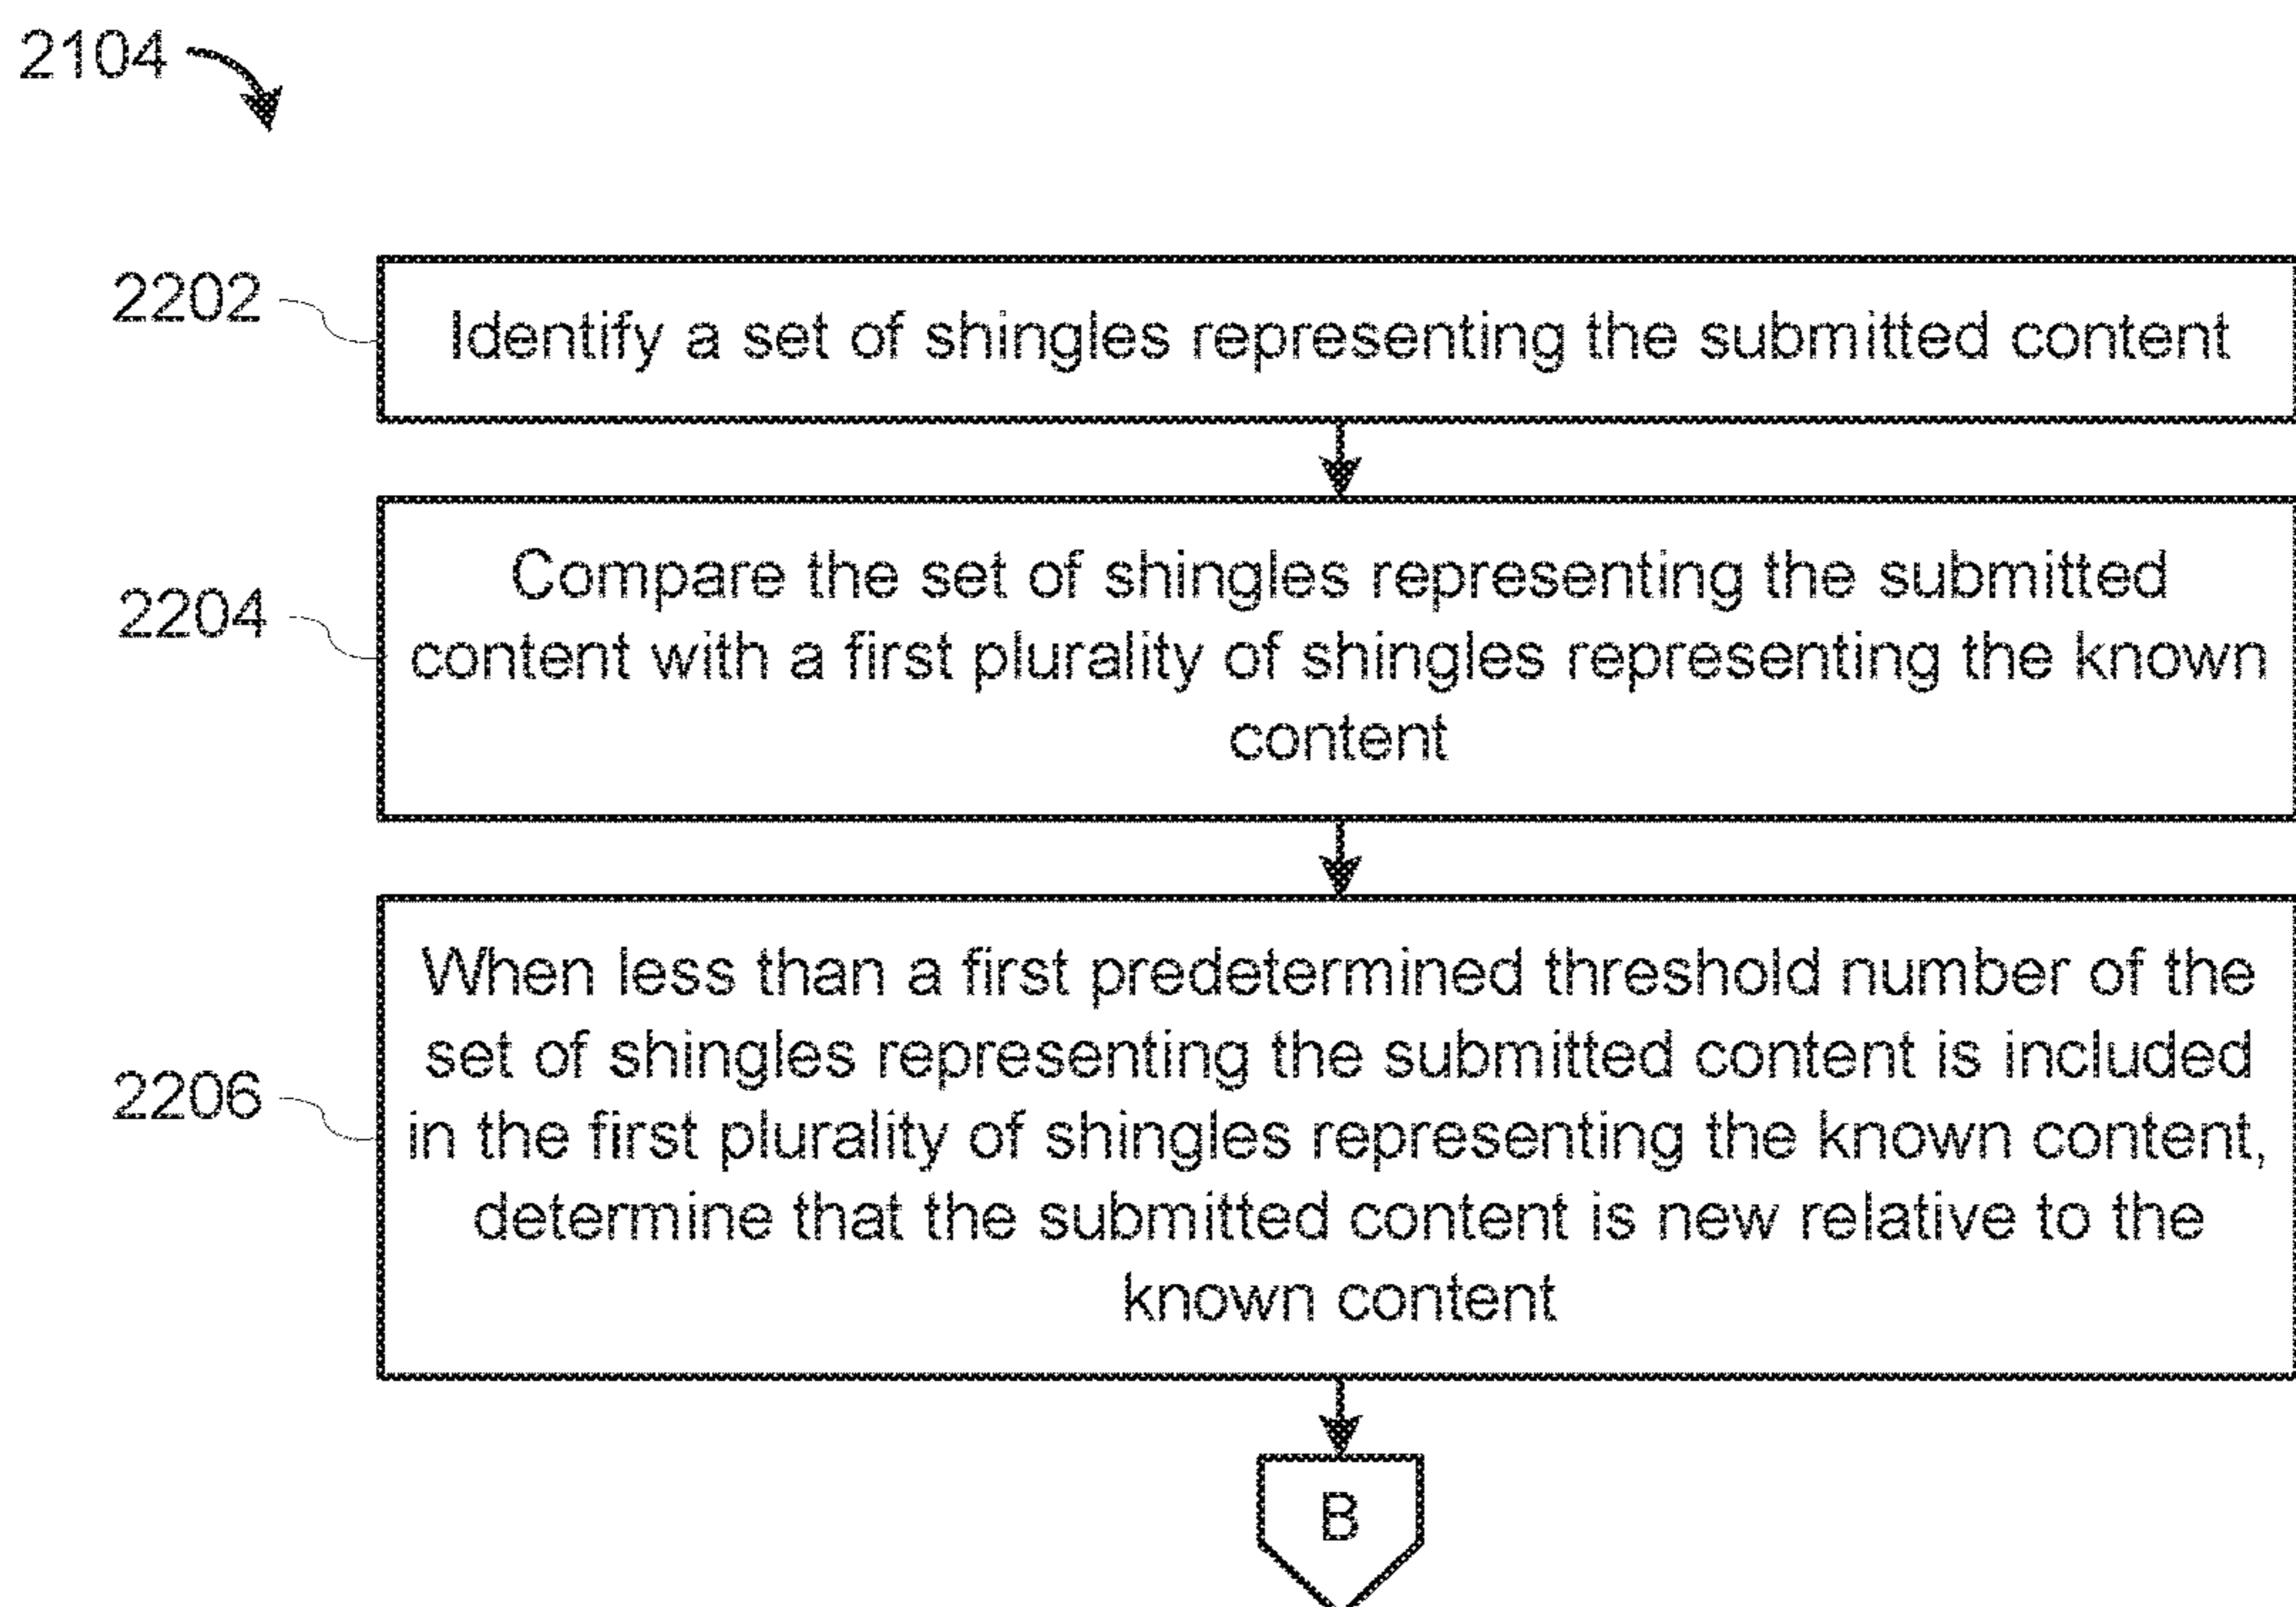 2104
2202
Identify a set of shingles representing the submitted content
2204
Compare the set of shingles representing the submitted
content with a first plurality of shingles representing the known
content
2206
When less than a first predetermined threshold number of the
set of shingles representing the submitted content is included
in the first plurality of shingles representing the known content,
determine that the submitted content is new relative to the
known content
B